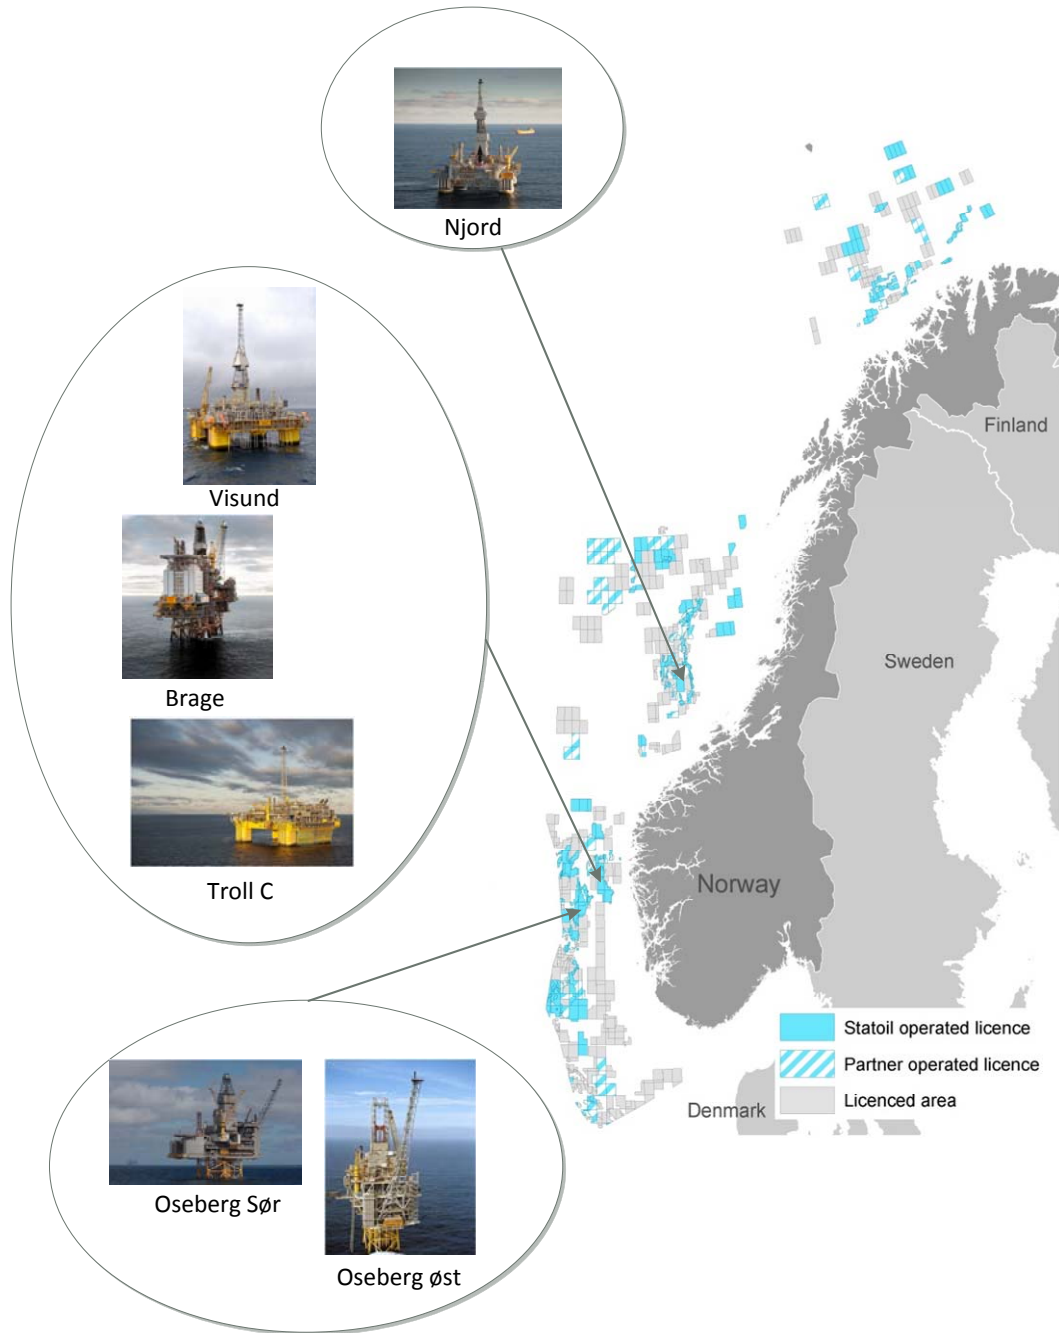 Njord
Visund
Brage
Troll C
Oseberg Sør
Oseberg øst
Finland
Sweden
Norway
Denmark
Statoil operated licence
Partner operated licence
Licenced area